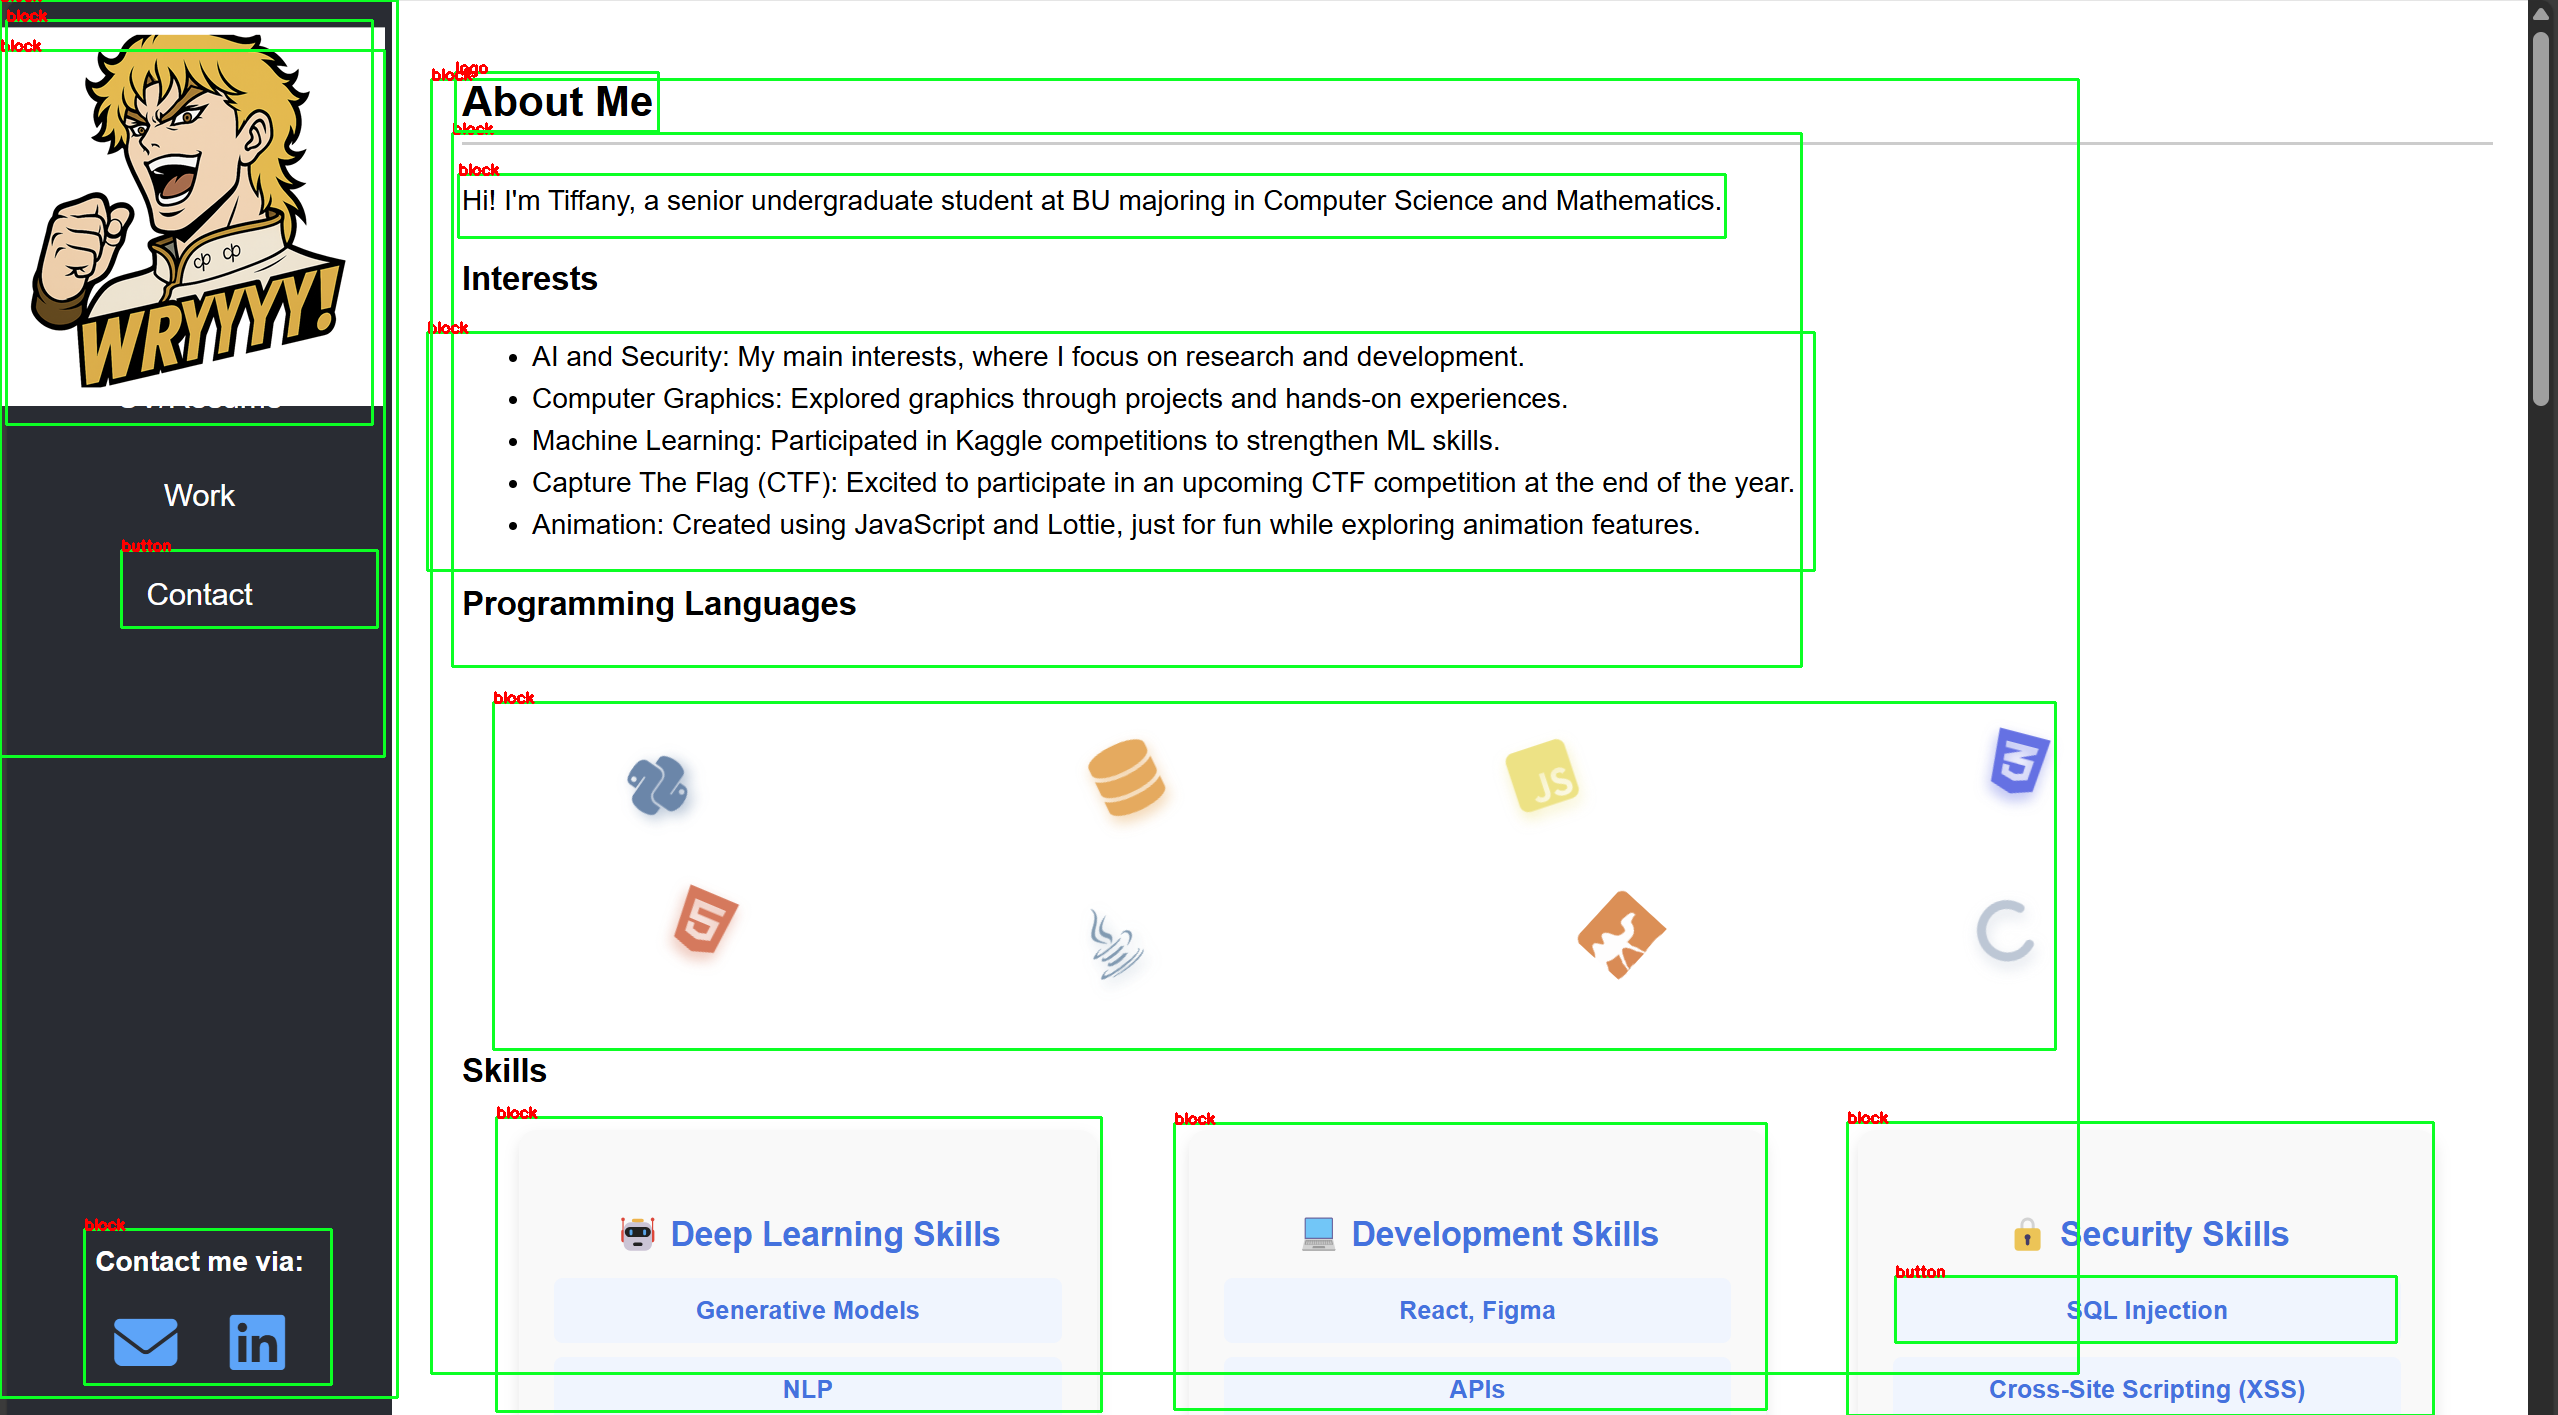 block
block
block
WRYYYY!
Work
button
Contact
block
Contact me via:
in
block
logo
About Me
block
block
Hi! I'm Tiffany, a senior undergraduate student at BU majoring in Computer Science and Mathematics.
Interests
block
• AI and Security: My main interests, where I focus on research and development.
• Computer Graphics: Explored graphics through projects and hands-on experiences.
• Machine Learning: Participated in Kaggle competitions to strengthen ML skills.
• Capture The Flag (CTF): Excited to participate in an upcoming CTF competition at the end of the year.
• Animation: Created using JavaScript and Lottie, just for fun while exploring animation features.
Programming Languages
block
JS
3
5
C
Skills
block
Deep Learning Skills
Generative Models
NLP
block
Development Skills
React, Figma
APIs
block
Security Skills
button
SQL Injection
Cross-Site Scripting (XSS)